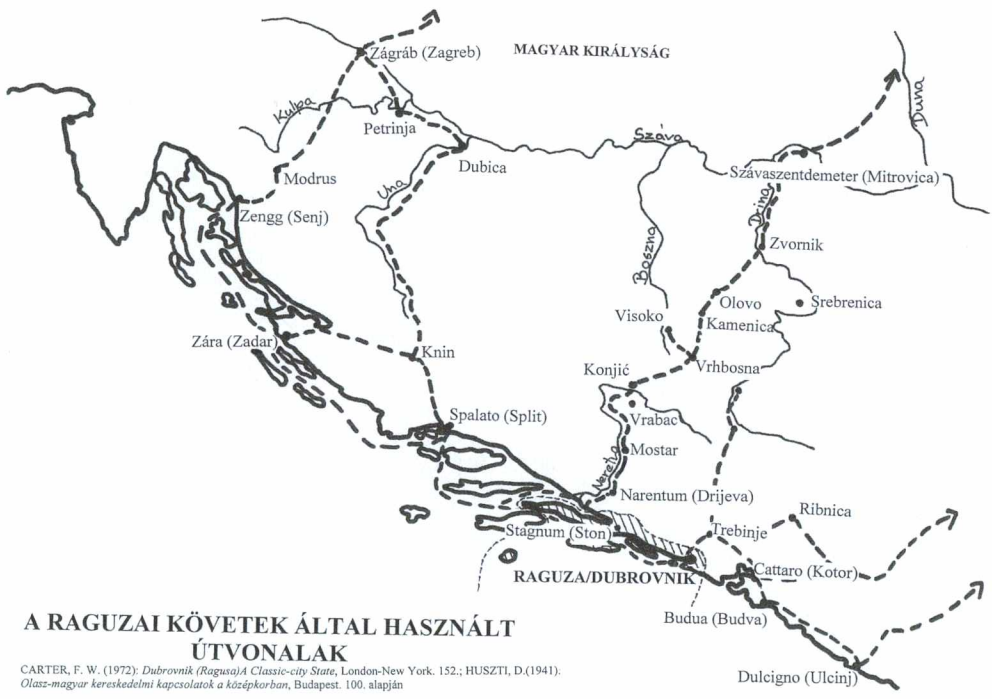 Zágráb (Zagreb)
MAGYAR KIRÁLYSÁG
Duna
Kulpa
Petrinja
Száva
Dubica
Szávaszentdemeter (Mitrovica)
Modrus
Una
Drina
Zengg (Senj)
Zvornik
Boszna
Olovo
Srebrenica
Visoko
Kamenica
Zára (Zadar)
Knin
Vrhbosna
Konjić
Spalato (Split)
Vrabac
Mostar
Naretva
Narentum (Drijeva)
Ribnica
Stagnum (Ston)
Trebinje
RAGUZA/DUBROVNIK
Cattaro (Kotor)
Budua (Budva)
Dulcigno (Ulcinj)
A RAGUZAI KÖVETEK ÁLTAL HASZNÁLT
ÚTVONALAK
CARTER, F. W. (1972): Dubrovnik (Ragusa)A Classic-city State, London-New York. 152.; HUSZTI, D.(1941):
Olasz-magyar kereskedelmi kapcsolatok a középkorban, Budapest. 100. alapján